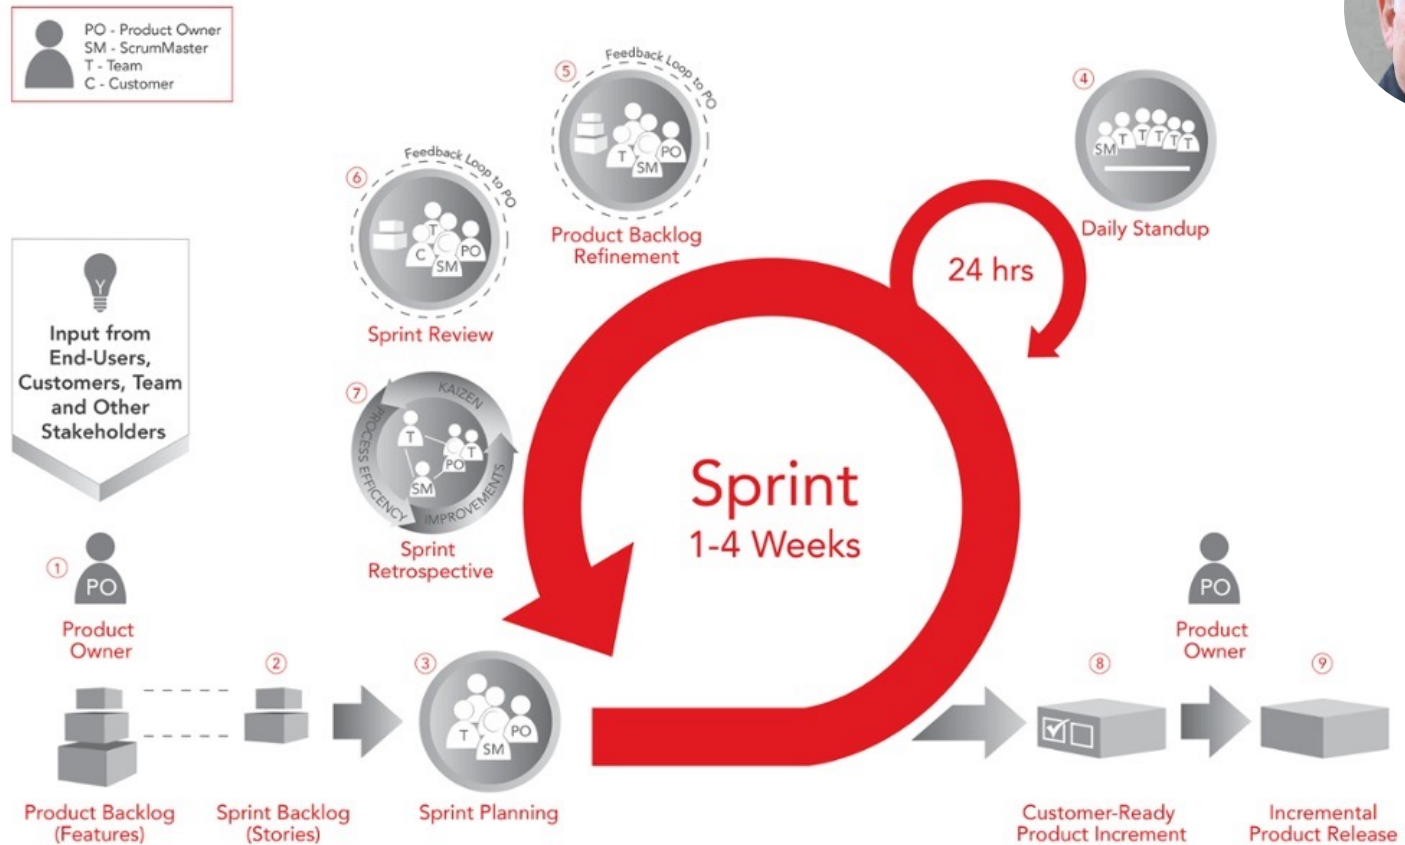 PO - Product Owner
SM - ScrumMaster
T - Team
C - Customer
Y
Input from
End-Users,
Customers, Team
and Other
Stakeholders
1
PO
Product
Owner
Product Backlog
(Features)
2
Sprint Backlog
(Stories)
3
T
SM
PO
Sprint Planning
4
SM
T
T
T
T
T
Daily Standup
24 hrs
5
Feedback Loop to PO
T
SM
PO
Product Backlog
Refinement
6
Feedback Loop to PO
T
C
SM
PO
Sprint Review
7
KAIZEN
PROCESS EFFICENCY
IMPROVEMENTS
T
PO
T
SM
Sprint
Retrospective
Sprint
1-4 Weeks
8
Customer-Ready
Product Increment
PO
Product
Owner
9
Incremental
Product Release